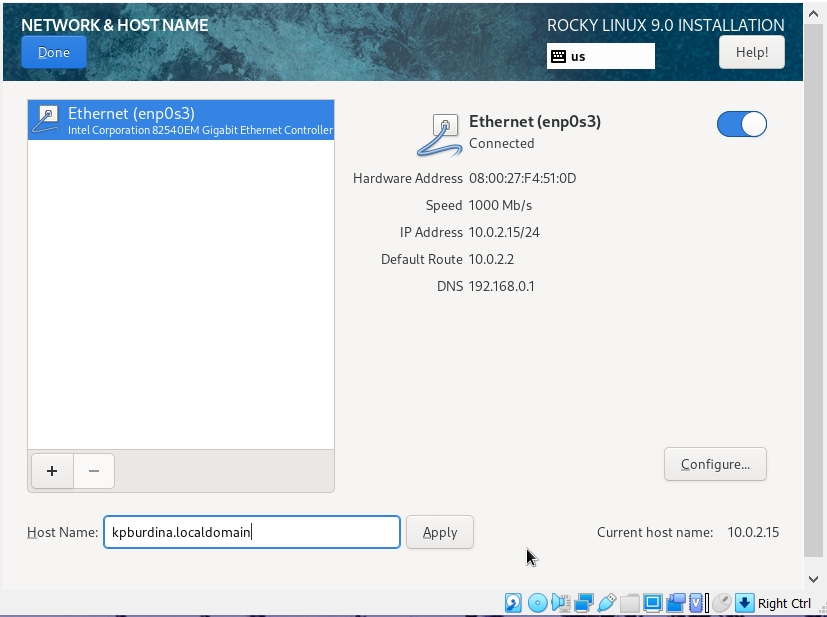 NETWORK & HOST NAME
ROCKY LINUX 9.0 INSTALLATION
Done
us
Help!
Ethernet (enp0s3)
Intel Corporation 82540EM Gigabit Ethernet Controller
Ethernet (enp0s3)
Connected
Hardware Address 08:00:27:F4:51:0D
Speed 1000 Mb/s
IP Address 10.0.2.15/24
Default Route 10.0.2.2
DNS 192.168.0.1
+ −
Configure...
Host Name: kpburdina.localdomain Apply Current host name: 10.0.2.15
Right Ctrl